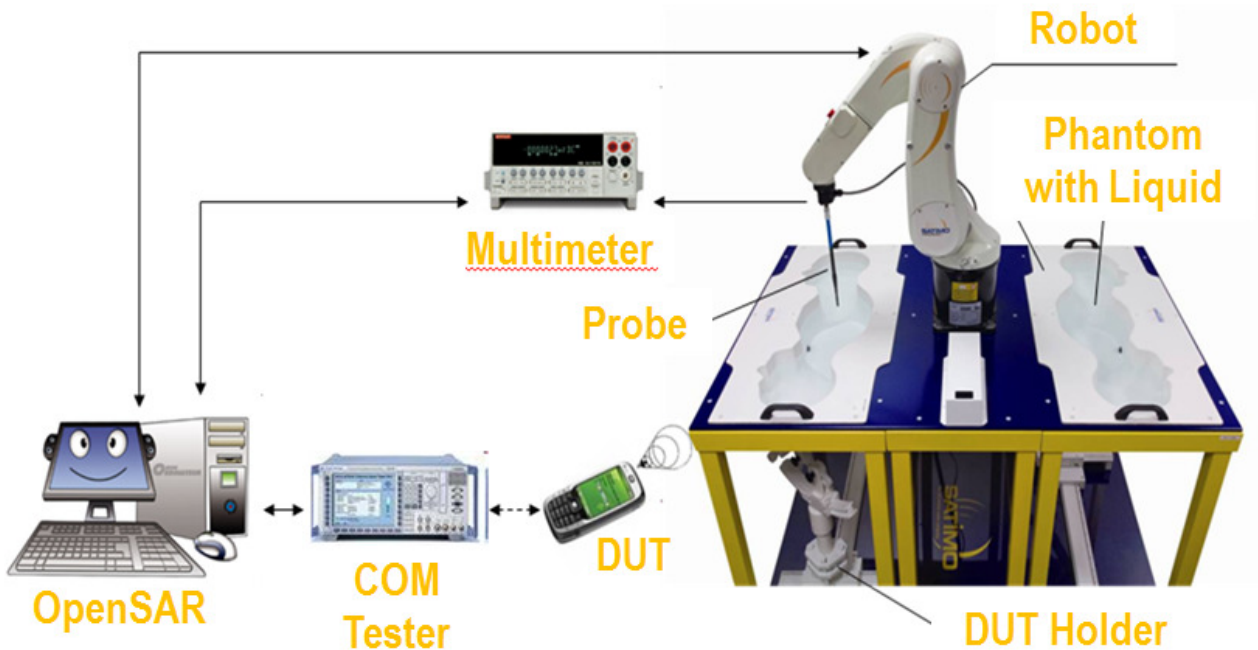 Robot
Phantom
with Liquid
Multimeter
Probe
SATIMO
SATIMO
OpenSAR
COM
Tester
DUT
DUT Holder